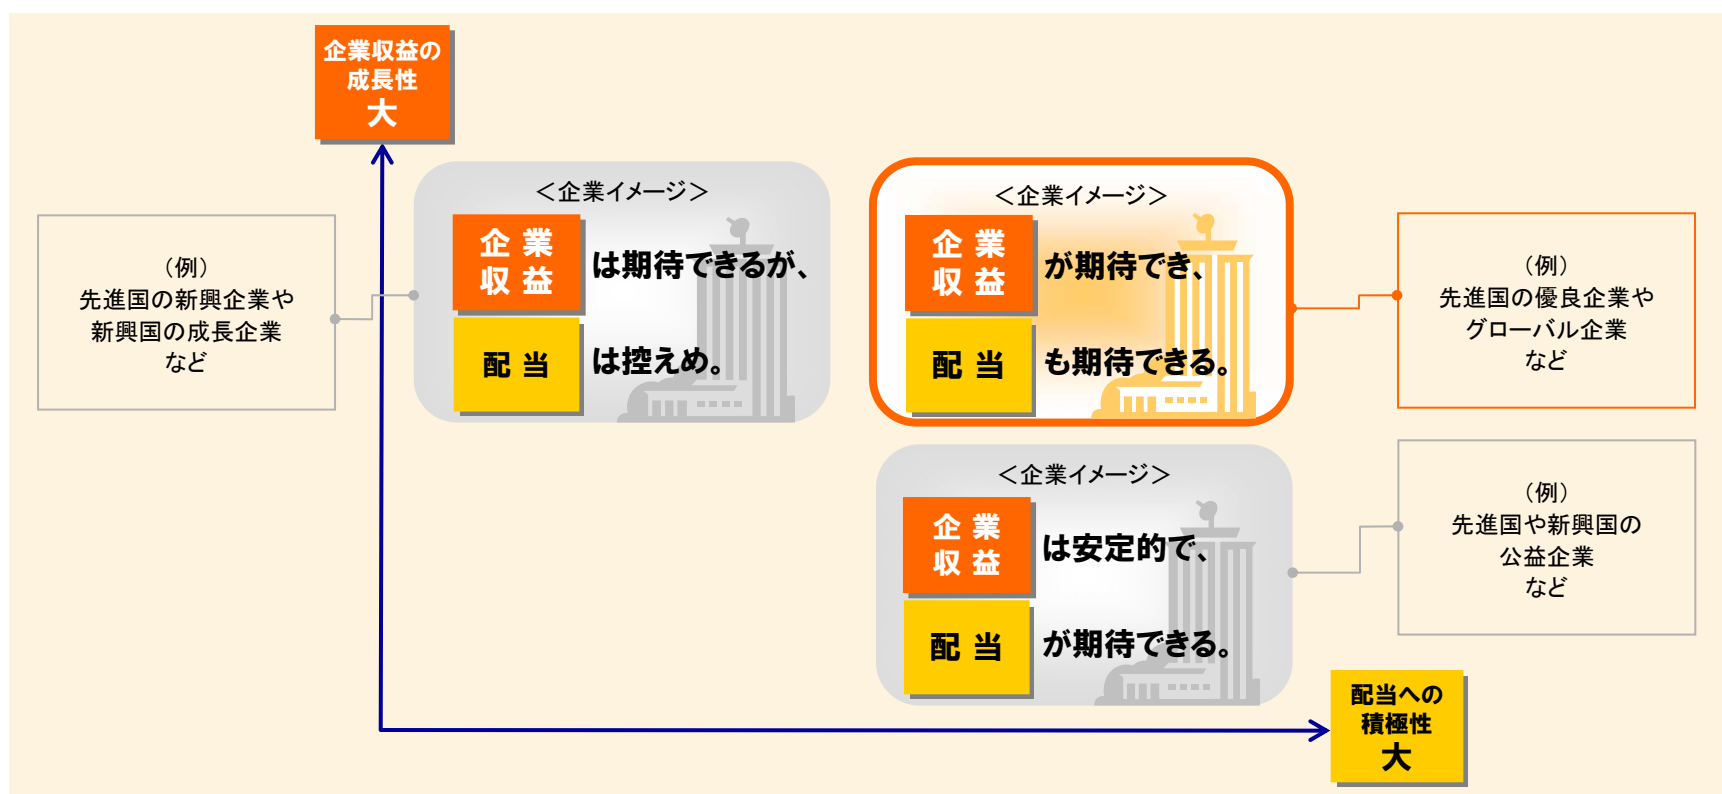 企業収益の
成長性
大
(例)
先進国の新興企業や
新興国の成長企業
など
<企業イメージ>
企業
収益
は期待できるが、
配当
は控えめ。
<企業イメージ>
企業
収益
が期待でき、
配当
も期待できる。
(例)
先進国の優良企業や
グローバル企業
など
<企業イメージ>
企業
収益
は安定的で、
配当
が期待できる。
(例)
先進国や新興国の
公益企業
など
配当への
積極性
大